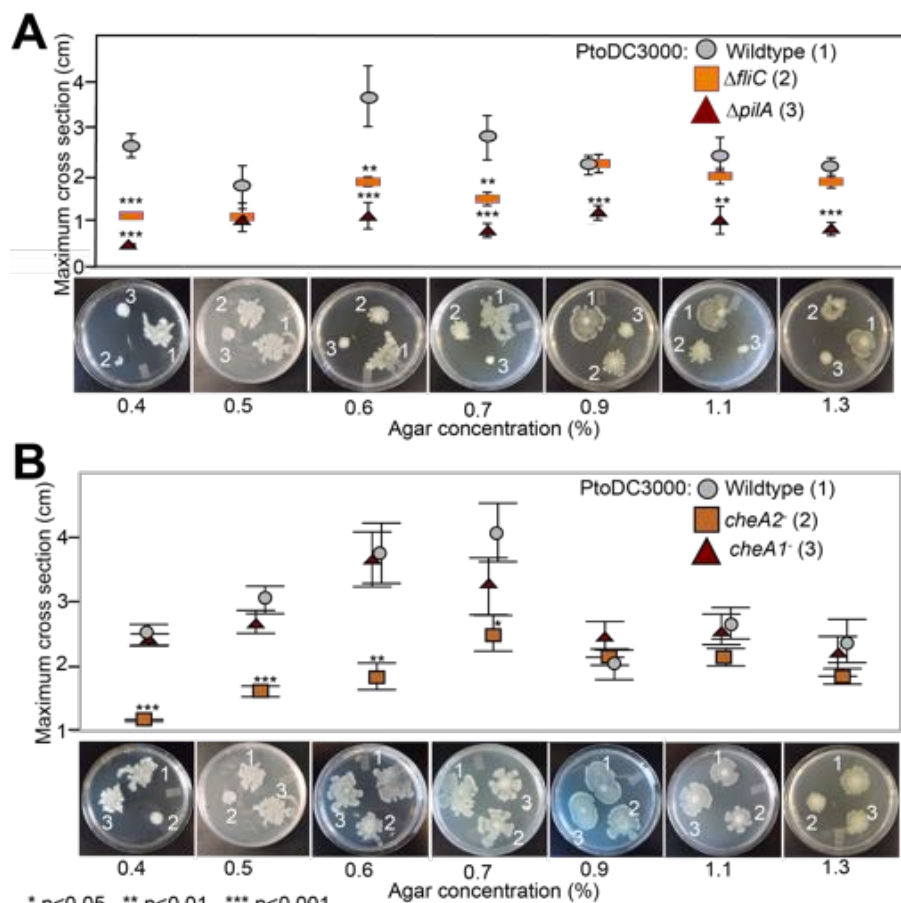 A
Maximum cross section (cm)
4
3
2
1
0
PtoDC3000: Wildtype (1)
ΔfliC (2)
ΔpilA (3)
*** *** ** *** ** *** *** ** ***
3 1 2
2 1 3
2 3 1
2 1 3
1 3 2
1 2 3
2 1 3
0.4 0.5 0.6 0.7 0.9 1.1 1.3
Agar concentration (%)
B
Maximum cross section (cm)
4
3
2
1
PtoDC3000: Wildtype (1)
cheA2- (2)
cheA1- (3)
*** *** ** *
1 3 2
1 2 3
1 3 2
1 3 2
1 3 2
1 3 2
1 2 3
0.4 0.5 0.6 0.7 0.9 1.1 1.3
Agar concentration (%)
* p<0.05 ** p<0.01 *** p<0.001